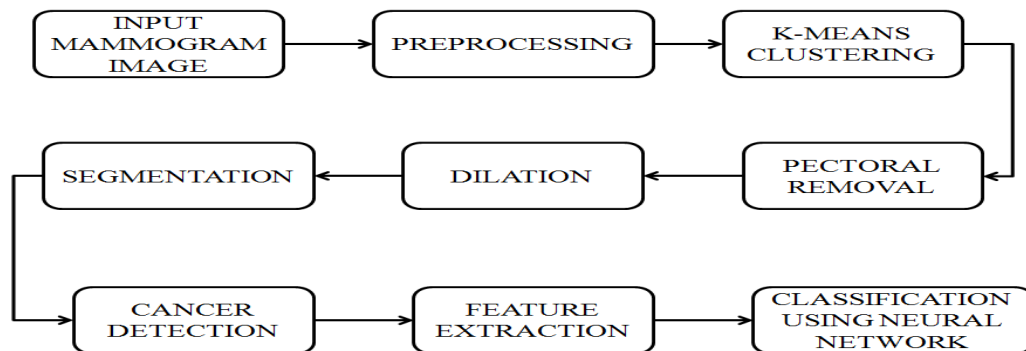 INPUT
MAMMOGRAM
IMAGE
PREPROCESSING
K-MEANS
CLUSTERING
PECTORAL
REMOVAL
DILATION
SEGMENTATION
CANCER
DETECTION
FEATURE
EXTRACTION
CLASSIFICATION
USING NEURAL
NETWORK